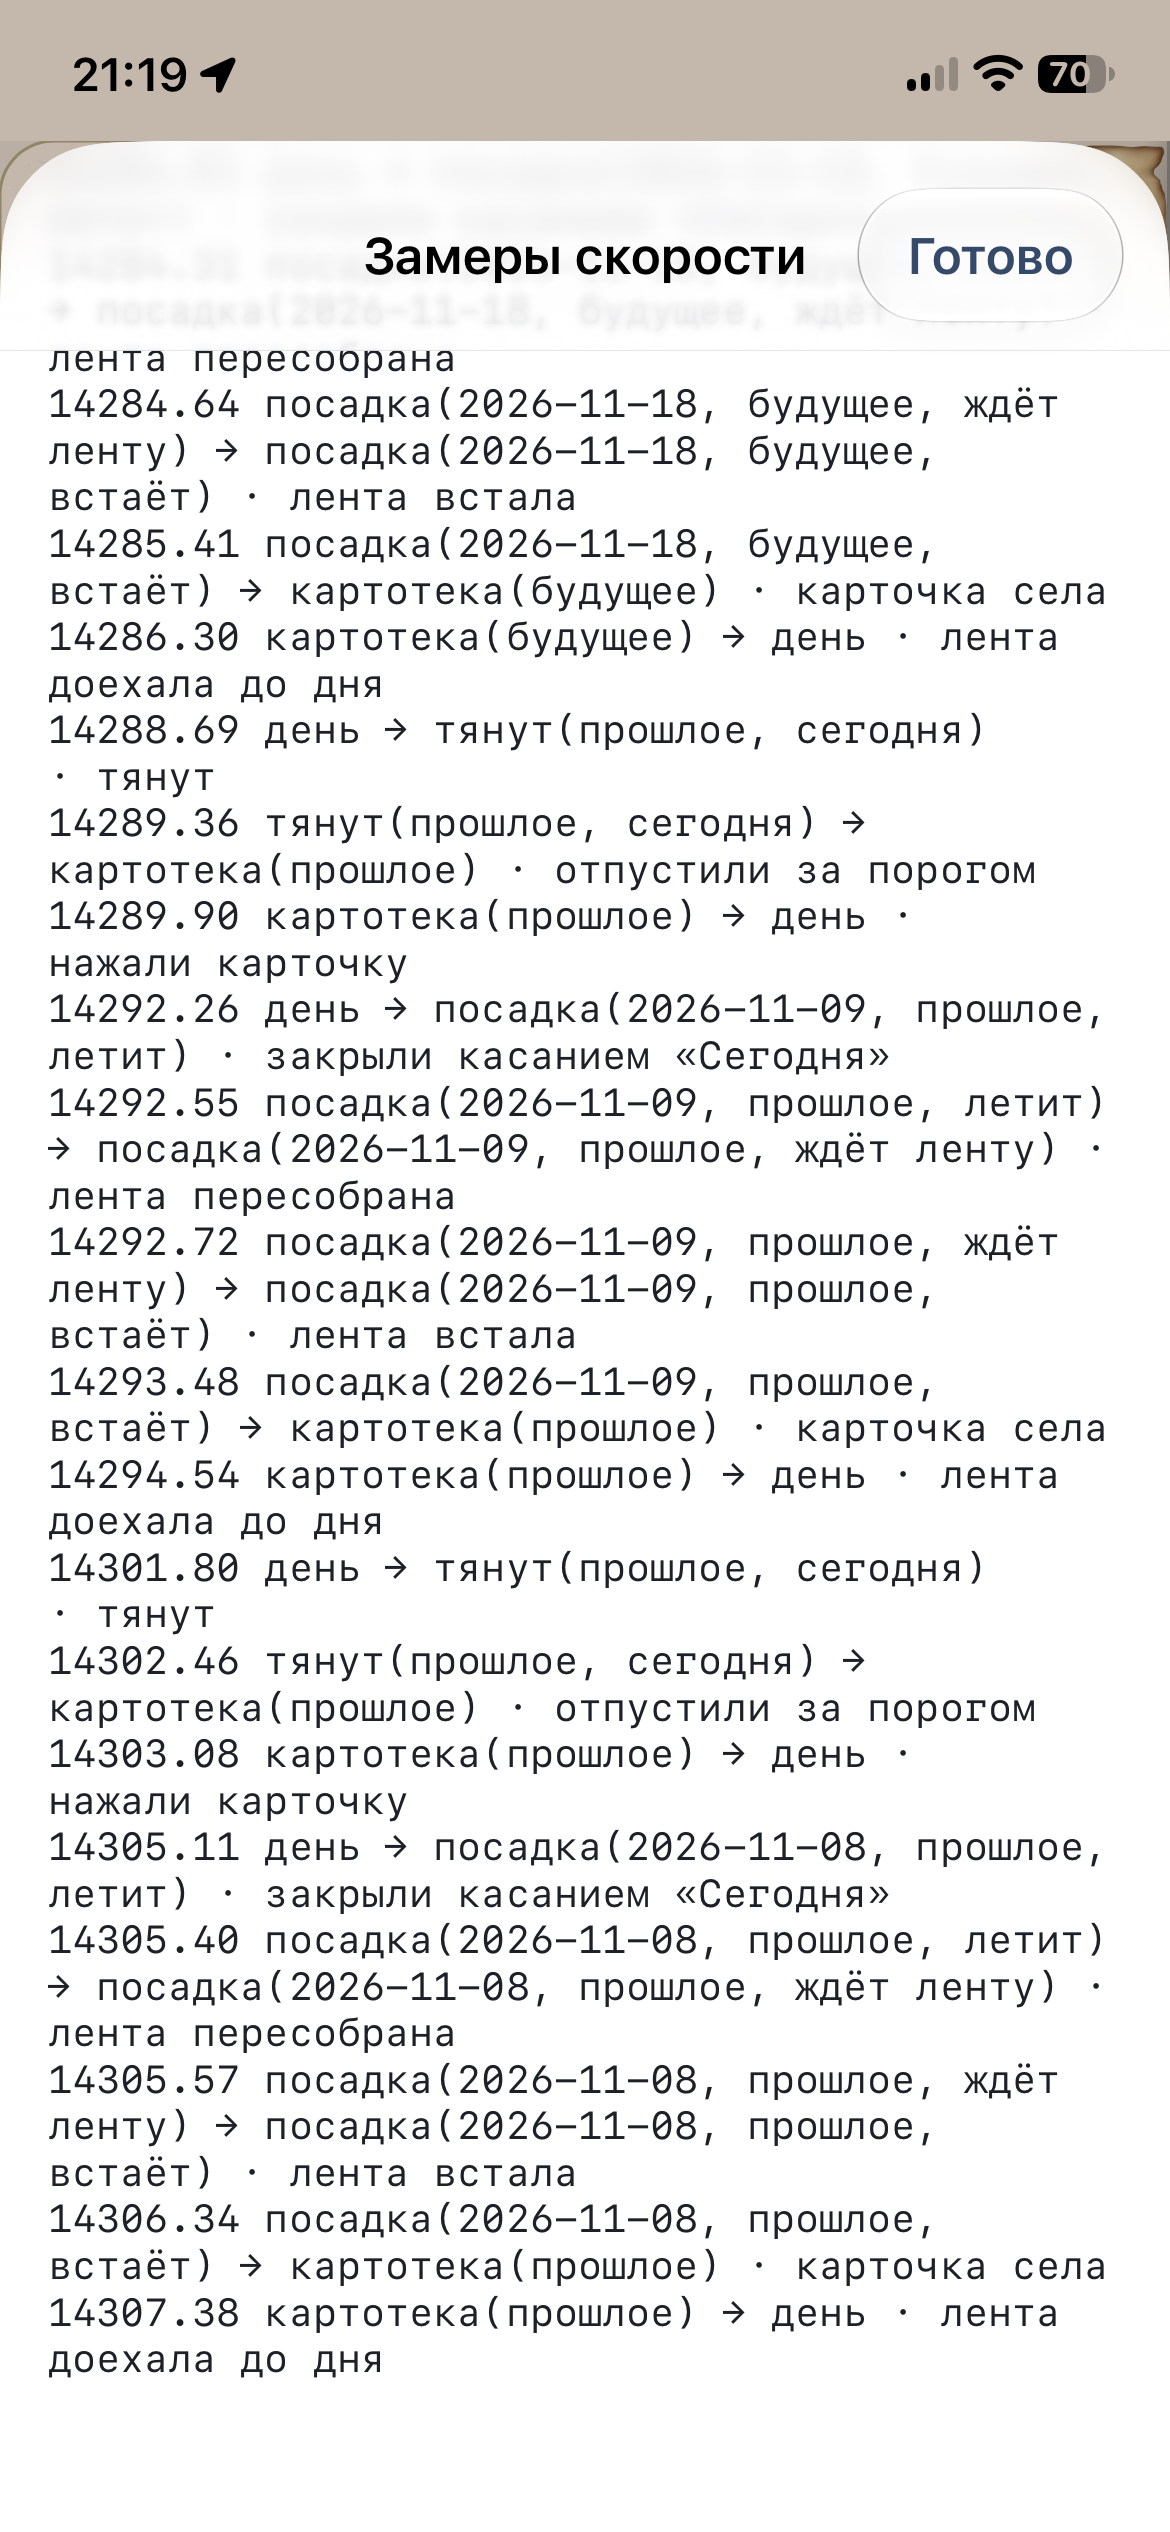 21:19
70
Замеры скорости
Готово
→ посадка(2026–11–18, будущее, ждёт
лента пересобрана
14284.64 посадка(2026–11–18, будущее, ждёт
ленту) → посадка(2026–11–18, будущее,
встаёт) · лента встала
14285.41 посадка(2026–11–18, будущее,
встаёт) → картотека(будущее) · карточка села
14286.30 картотека(будущее) → день · лента
доехала до дня
14288.69 день → тянут(прошлое, сегодня)
· тянут
14289.36 тянут(прошлое, сегодня) →
картотека(прошлое) · отпустили за порогом
14289.90 картотека(прошлое) → день ·
нажали карточку
14292.26 день → посадка(2026–11–09, прошлое,
летит) · закрыли касанием «Сегодня»
14292.55 посадка(2026–11–09, прошлое, летит)
→ посадка(2026–11–09, прошлое, ждёт ленту) ·
лента пересобрана
14292.72 посадка(2026–11–09, прошлое, ждёт
ленту) → посадка(2026–11–09, прошлое,
встаёт) · лента встала
14293.48 посадка(2026–11–09, прошлое,
встаёт) → картотека(прошлое) · карточка села
14294.54 картотека(прошлое) → день · лента
доехала до дня
14301.80 день → тянут(прошлое, сегодня)
· тянут
14302.46 тянут(прошлое, сегодня) →
картотека(прошлое) · отпустили за порогом
14303.08 картотека(прошлое) → день ·
нажали карточку
14305.11 день → посадка(2026–11–08, прошлое,
летит) · закрыли касанием «Сегодня»
14305.40 посадка(2026–11–08, прошлое, летит)
→ посадка(2026–11–08, прошлое, ждёт ленту) ·
лента пересобрана
14305.57 посадка(2026–11–08, прошлое, ждёт
ленту) → посадка(2026–11–08, прошлое,
встаёт) · лента встала
14306.34 посадка(2026–11–08, прошлое,
встаёт) → картотека(прошлое) · карточка села
14307.38 картотека(прошлое) → день · лента
доехала до дня